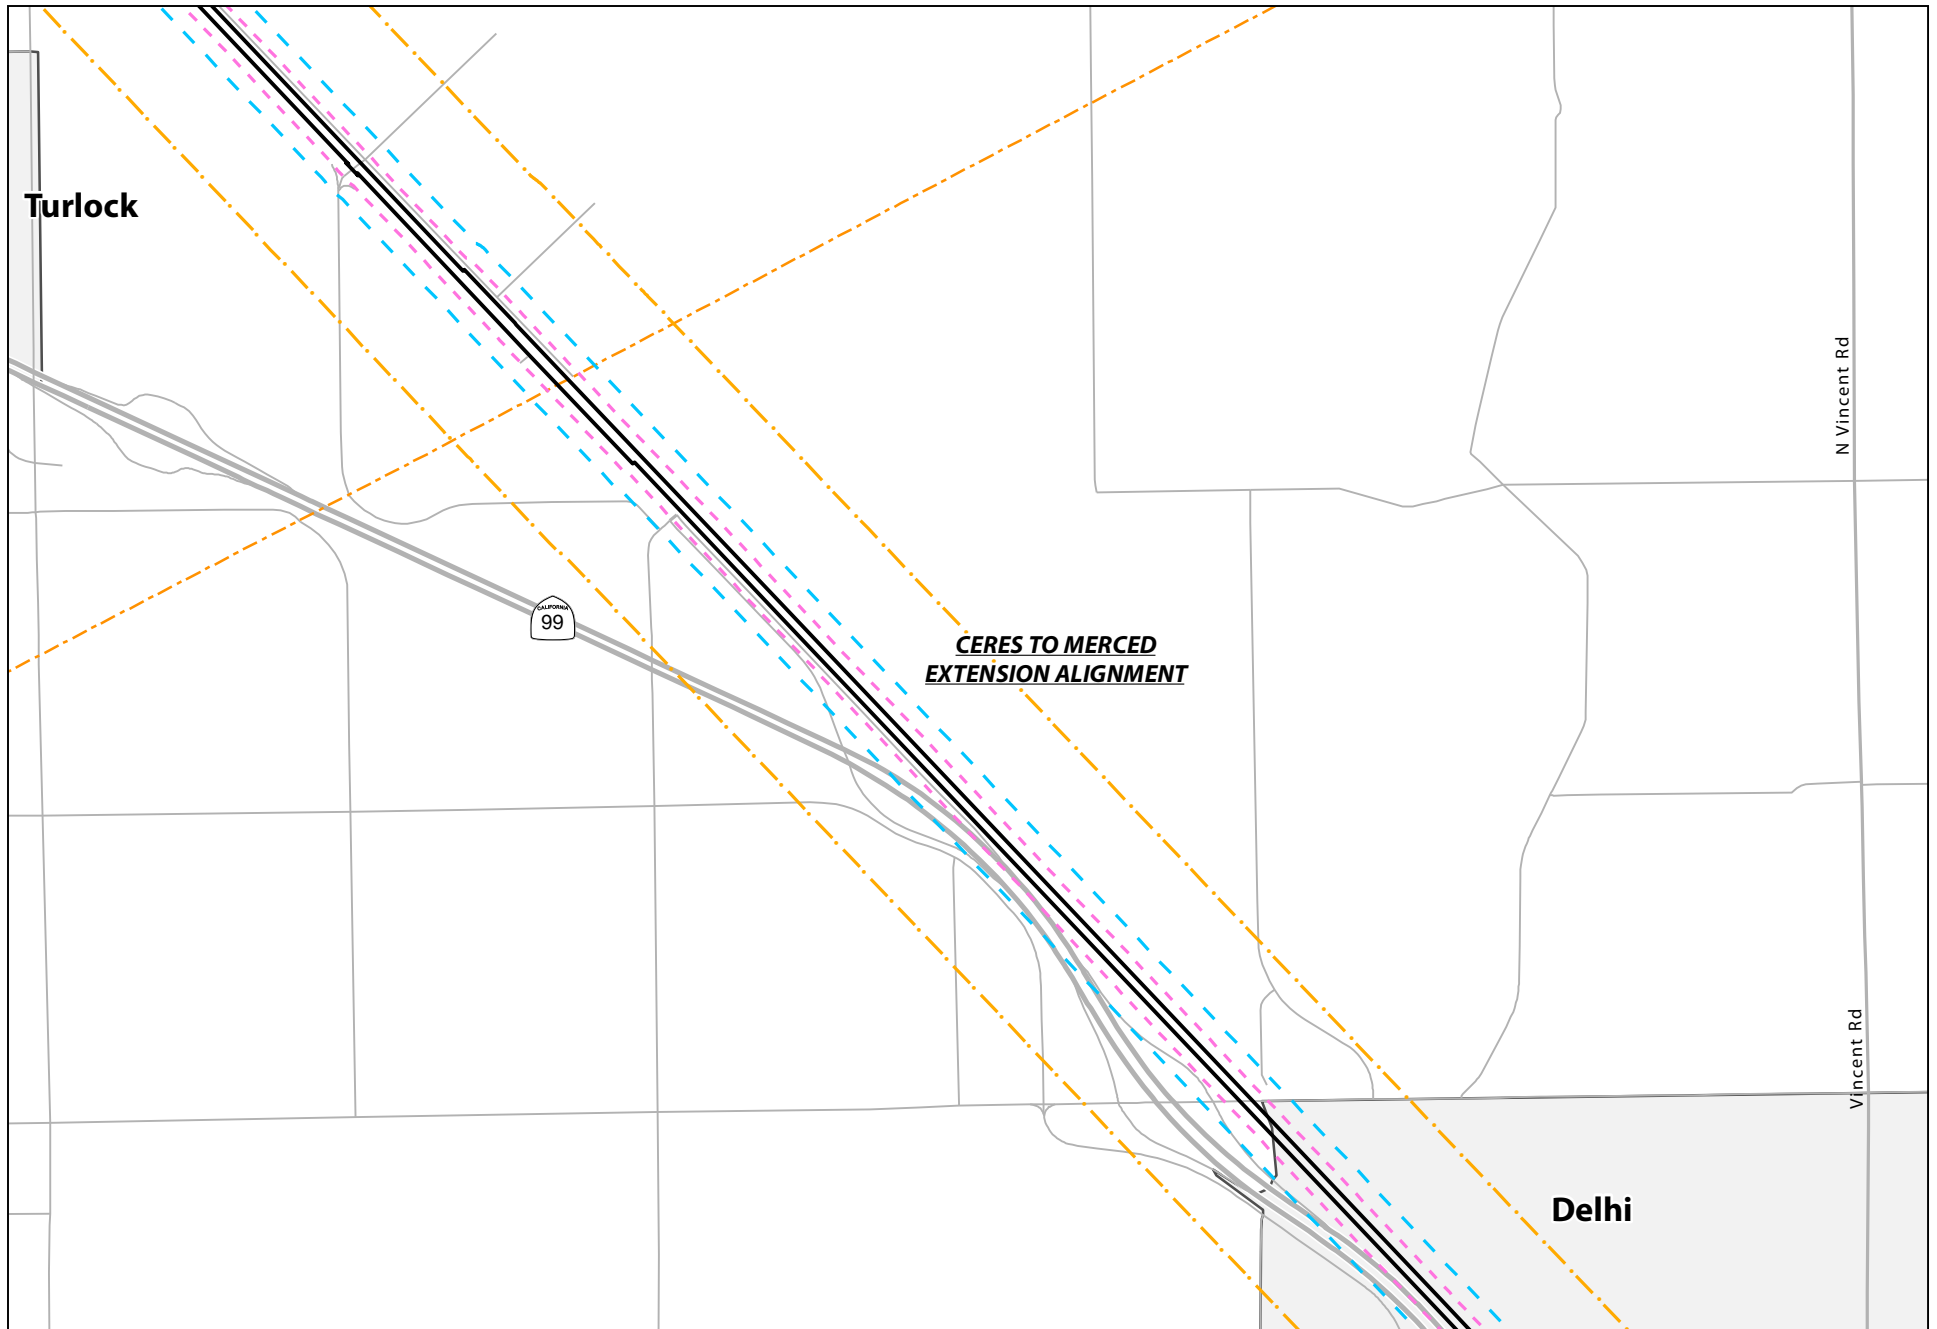 Turlock
N Vincent Rd
CALIFORNIA
99
CERES TO MERCED
EXTENSION ALIGNMENT
Vincent Rd
Delhi